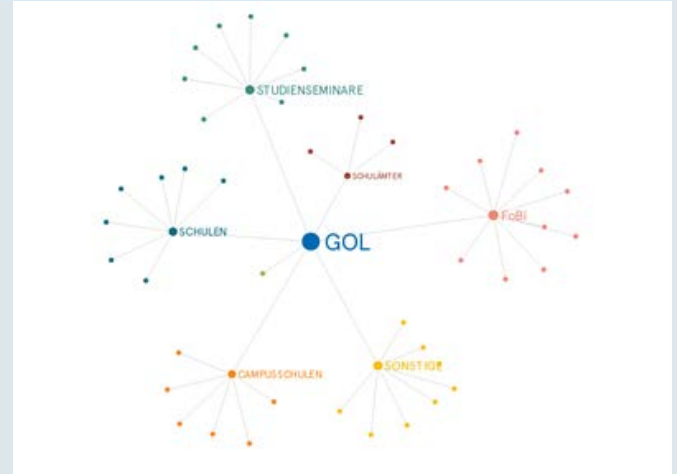 STUDIENSEMINARE
SCHULÄMTER
FoBi
SCHULEN
GOL
SONSTIGE
CAMPUSSCHULEN